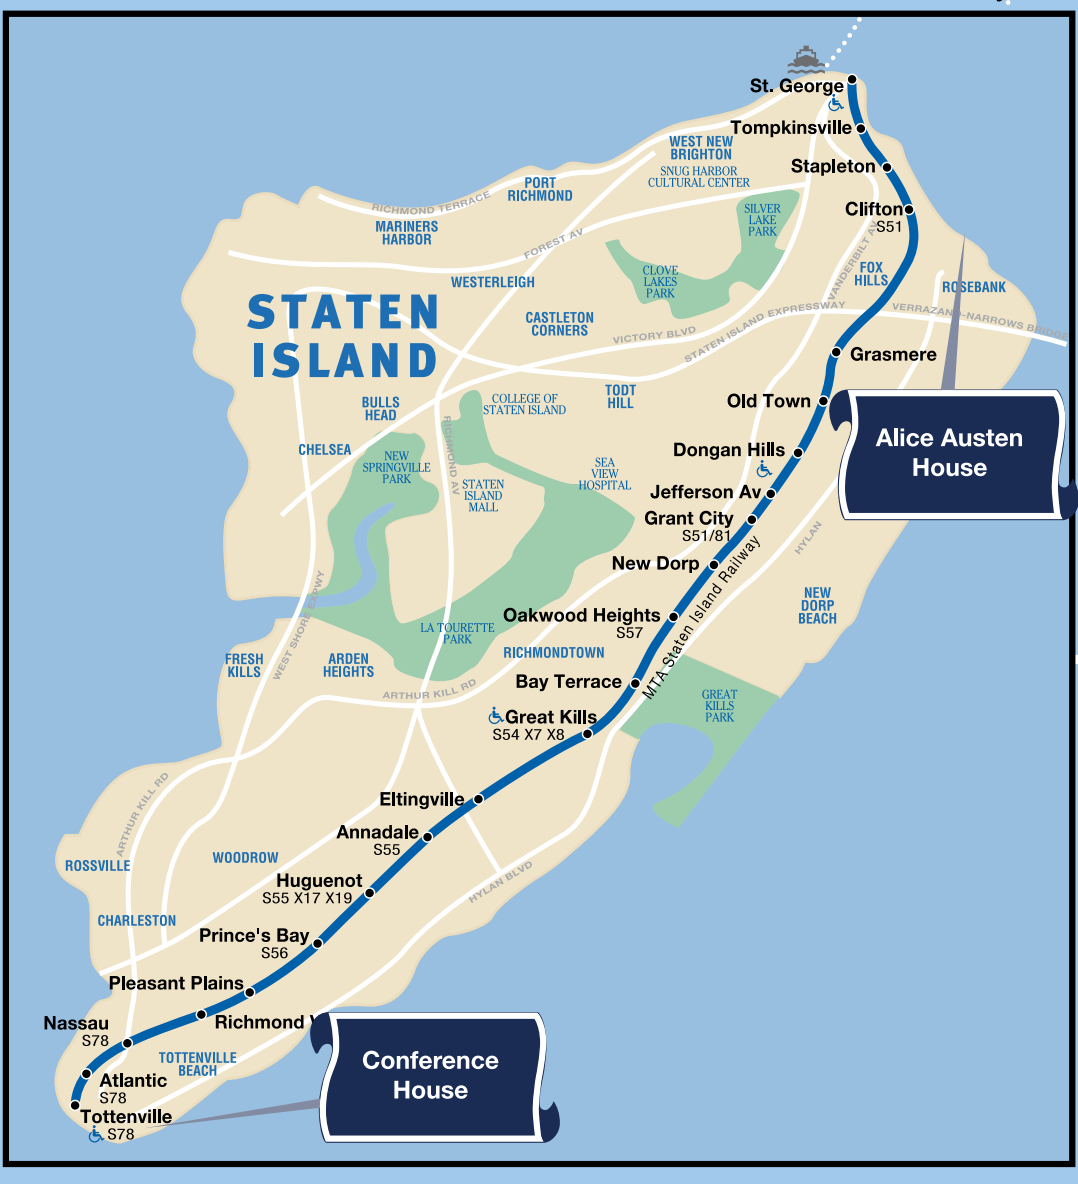 St. George
Tompkinsville
WEST NEW
BRIGHTON
SNUG HARBOR
CULTURAL CENTER
Stapleton
PORT
RICHMOND
RICHMOND TERRACE
Clifton
S51
SILVER
LAKE
PARK
MARINERS
HARBOR
FOREST AV
VANDERBILT AV
FOX
HILLS
CLOVE
LAKES
PARK
WESTERLEIGH
ROSEBANK
STATEN
ISLAND
CASTLETON
CORNERS
VICTORY BLVD
STATEN ISLAND EXPRESSWAY
VERRAZANO-NARROWS BRIDGE
Grasmere
TODT
HILL
COLLEGE OF
STATEN ISLAND
BULLS
HEAD
Old Town
Alice Austen
House
CHELSEA
RICHMOND AV
NEW
SPRINGVILLE
PARK
Dongan Hills
SEA
VIEW
HOSPITAL
STATEN
ISLAND
MALL
Jefferson Av
Grant City
S51/81
HYLAN
New Dorp
MTA Staten Island Railway
WEST SHORE EXPWY
NEW
DORP
BEACH
Oakwood Heights
S57
LA TOURETTE
PARK
RICHMONDTOWN
FRESH
KILLS
ARDEN
HEIGHTS
Bay Terrace
ARTHUR KILL RD
GREAT
KILLS
PARK
Great Kills
S54 X7 X8
Eltingville
ARTHUR KILL RD
Annadale
S55
WOODROW
ROSSVILLE
Huguenot
S55 X17 X19
HYLAN BLVD
CHARLESTON
Prince's Bay
S56
Pleasant Plains
Richmond
Nassau
S78
TOTTENVILLE
BEACH
Conference
House
Atlantic
S78
Tottenville
S78